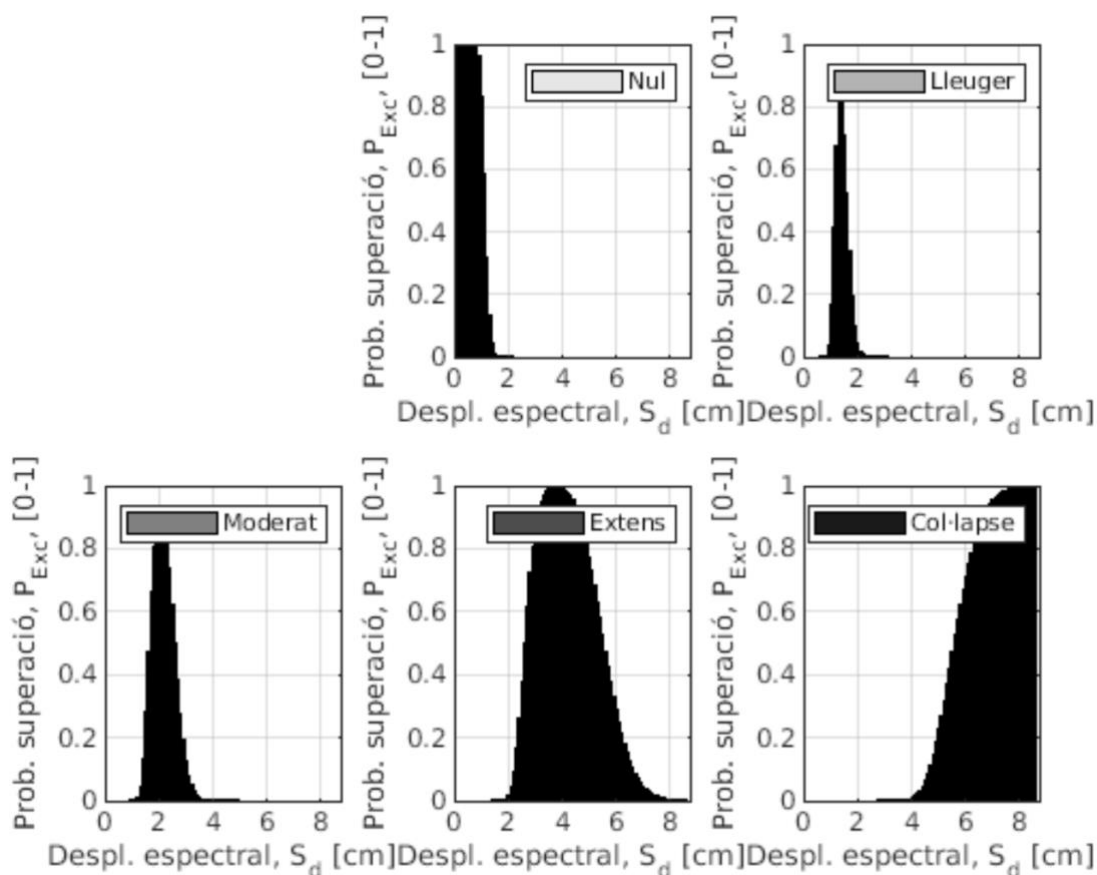 Prob. superació, P_Exc, [0-1]
1
0.8
0.6
0.4
0.2
0
Nul
0 2 4 6 8
Despl. espectral, S_d [cm]
Prob. superació, P_Exc, [0-1]
1
0.8
0.6
0.4
0.2
0
Lleuger
0 2 4 6 8
Despl. espectral, S_d [cm]
Prob. superació, P_Exc, [0-1]
1
0.8
0.6
0.4
0.2
0
Moderat
0 2 4 6 8
Despl. espectral, S_d [cm]
Prob. superació, P_Exc, [0-1]
1
0.8
0.6
0.4
0.2
0
Extens
0 2 4 6 8
Despl. espectral, S_d [cm]
Prob. superació, P_Exc, [0-1]
1
0.8
0.6
0.4
0.2
0
Col·lapse
0 2 4 6 8
Despl. espectral, S_d [cm]